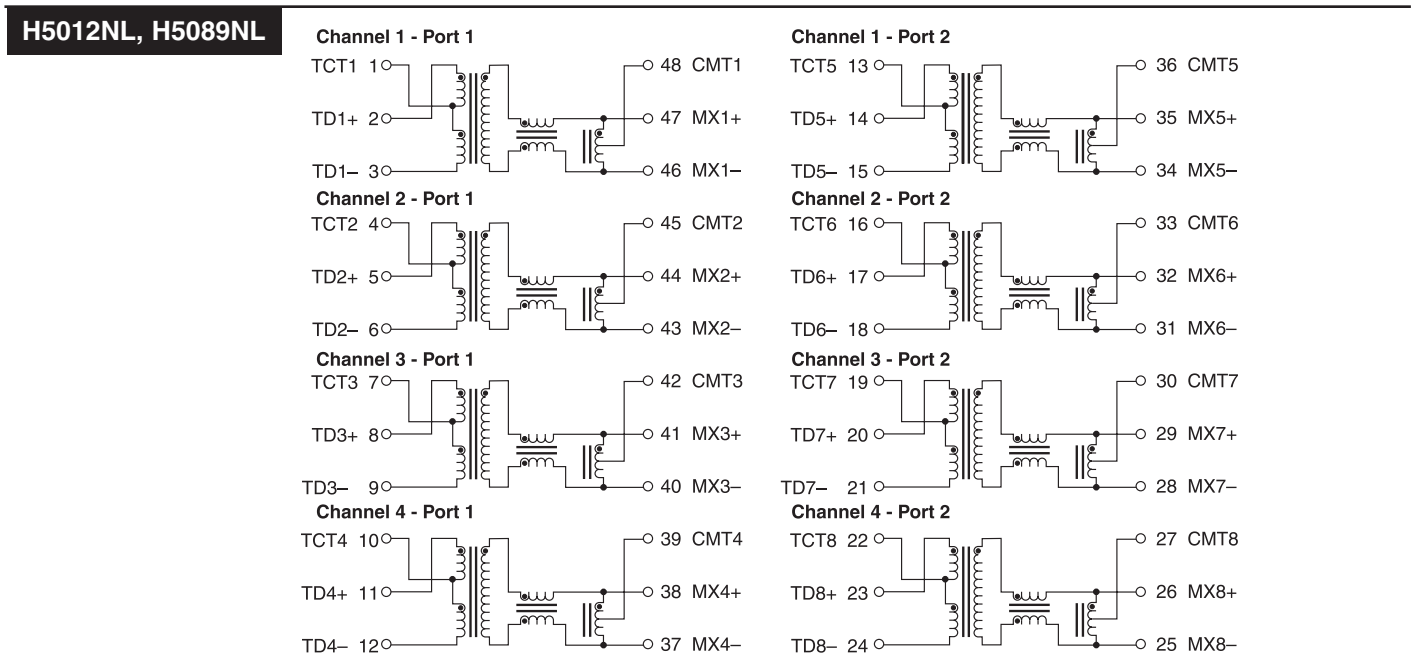 H5012NL, H5089NL
Channel 1 - Port 1
TCT1 1 48 CMT1
TD1+ 2 47 MX1+
TD1– 3 46 MX1–
Channel 2 - Port 1
TCT2 4 45 CMT2
TD2+ 5 44 MX2+
TD2– 6 43 MX2–
Channel 3 - Port 1
TCT3 7 42 CMT3
TD3+ 8 41 MX3+
TD3– 9 40 MX3–
Channel 4 - Port 1
TCT4 10 39 CMT4
TD4+ 11 38 MX4+
TD4– 12 37 MX4–
Channel 1 - Port 2
TCT5 13 36 CMT5
TD5+ 14 35 MX5+
TD5– 15 34 MX5–
Channel 2 - Port 2
TCT6 16 33 CMT6
TD6+ 17 32 MX6+
TD6– 18 31 MX6–
Channel 3 - Port 2
TCT7 19 30 CMT7
TD7+ 20 29 MX7+
TD7– 21 28 MX7–
Channel 4 - Port 2
TCT8 22 27 CMT8
TD8+ 23 26 MX8+
TD8– 24 25 MX8–